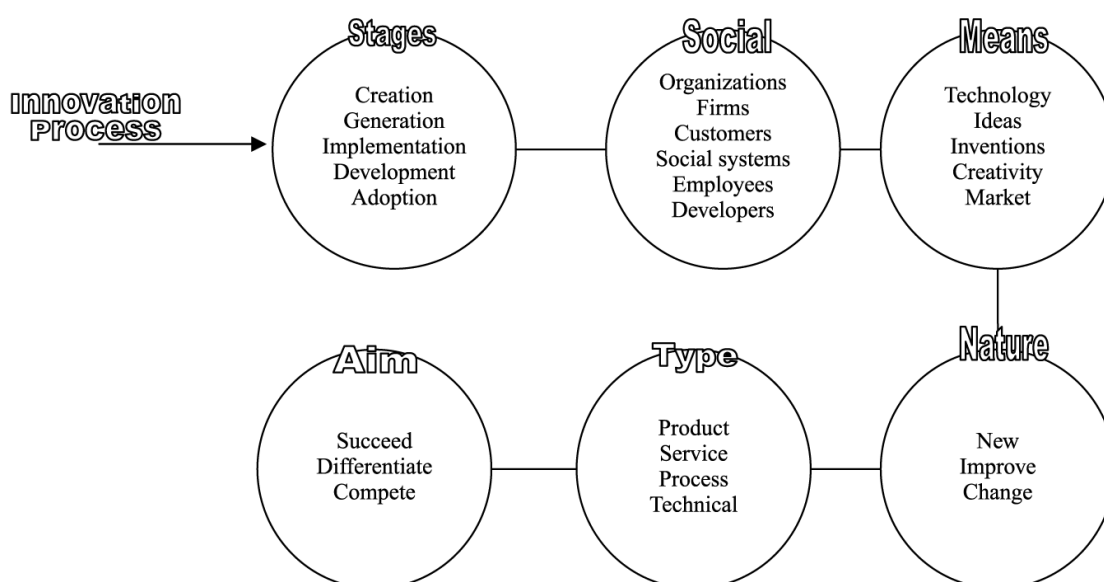 Innovation
Process
Stages
Creation
Generation
Implementation
Development
Adoption
Social
Organizations
Firms
Customers
Social systems
Employees
Developers
Means
Technology
Ideas
Inventions
Creativity
Market
Nature
New
Improve
Change
Type
Product
Service
Process
Technical
Aim
Succeed
Differentiate
Compete